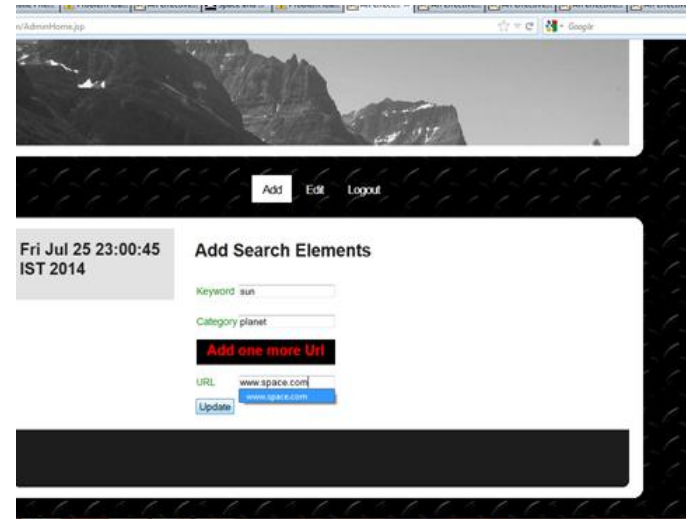 n/AdminHome.jsp
Google
Add Edit Logout
Fri Jul 25 23:00:45
IST 2014
Add Search Elements
Keyword sun
Category planet
Add one more Url
URL www.space.com
www.space.com
Update